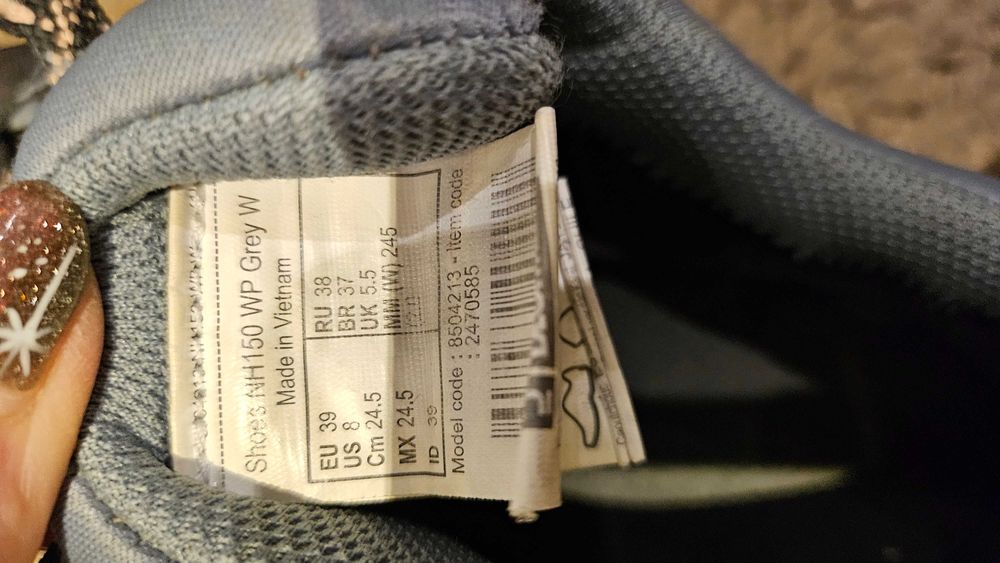 Shoes NH150 WP Grey W
Made in Vietnam
EU 39 RU 38
US 8 BR 37
Cm 24.5 UK 5.5
MX 24.5 MM (W) 245
ID 39
Model code : 8504213 - Item code
: 2470585